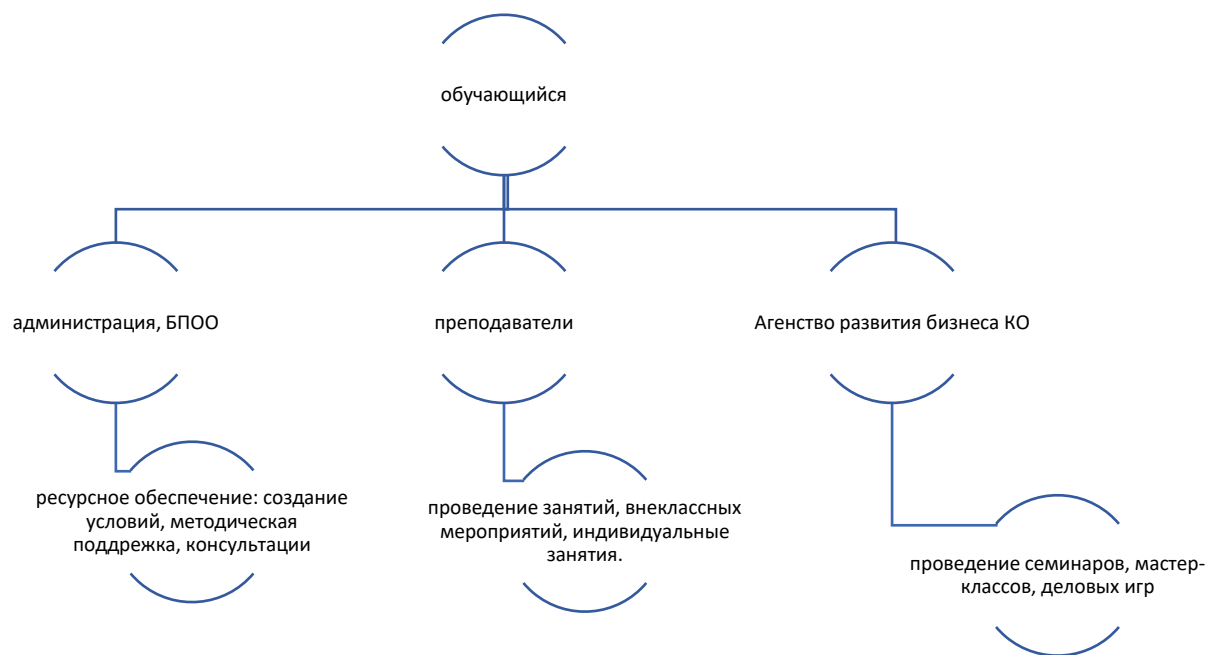 обучающийся
администрация, БПОО
преподаватели
Агенство развития бизнеса КО
ресурсное обеспечение: создание
условий, методическая
поддрежка, консультации
проведение занятий, внеклассных
мероприятий, индивидуальные
занятия.
проведение семинаров, мастер-
классов, деловых игр